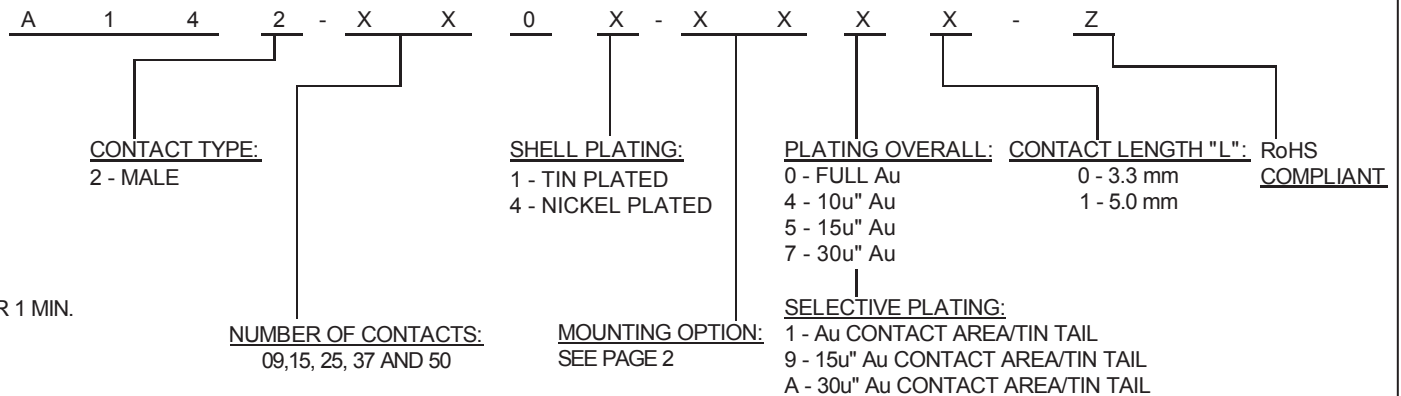 A 1 4 2 - X X 0 X - X X X X - Z
CONTACT TYPE:
2 - MALE
SHELL PLATING:
1 - TIN PLATED
4 - NICKEL PLATED
PLATING OVERALL:
0 - FULL Au
4 - 10u" Au
5 - 15u" Au
7 - 30u" Au
CONTACT LENGTH "L":
0 - 3.3 mm
1 - 5.0 mm
RoHS
COMPLIANT
R 1 MIN.
NUMBER OF CONTACTS:
09,15, 25, 37 AND 50
MOUNTING OPTION:
SEE PAGE 2
SELECTIVE PLATING:
1 - Au CONTACT AREA/TIN TAIL
9 - 15u" Au CONTACT AREA/TIN TAIL
A - 30u" Au CONTACT AREA/TIN TAIL